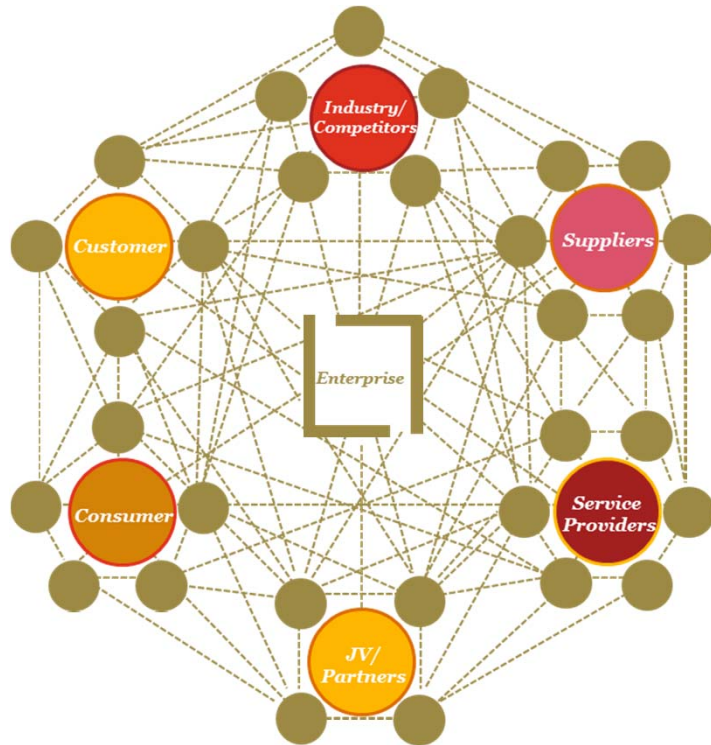 Industry/
Competitors
Customer
Suppliers
Enterprise
Consumer
Service
Providers
JV/
Partners